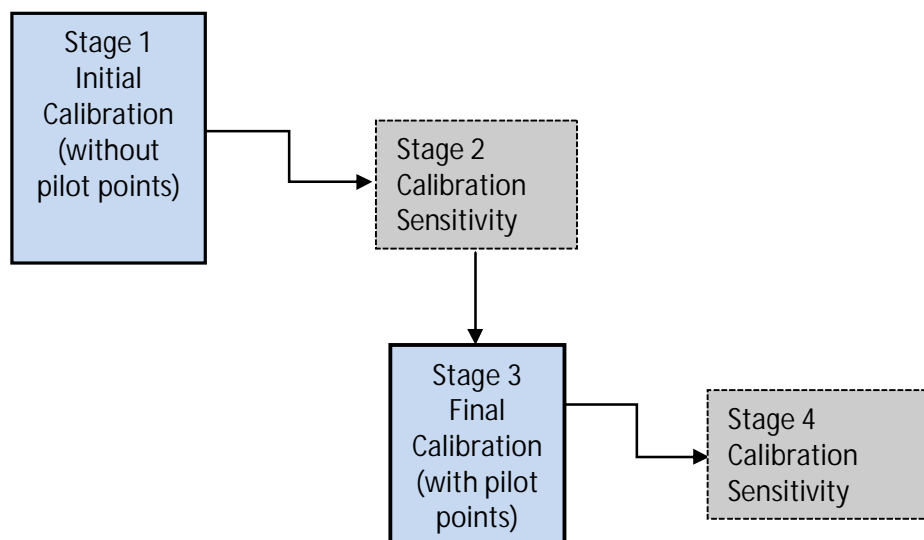 Stage 1
Initial
Calibration
(without
pilot points)
Stage 2
Calibration
Sensitivity
Stage 3
Final
Calibration
(with pilot
points)
Stage 4
Calibration
Sensitivity